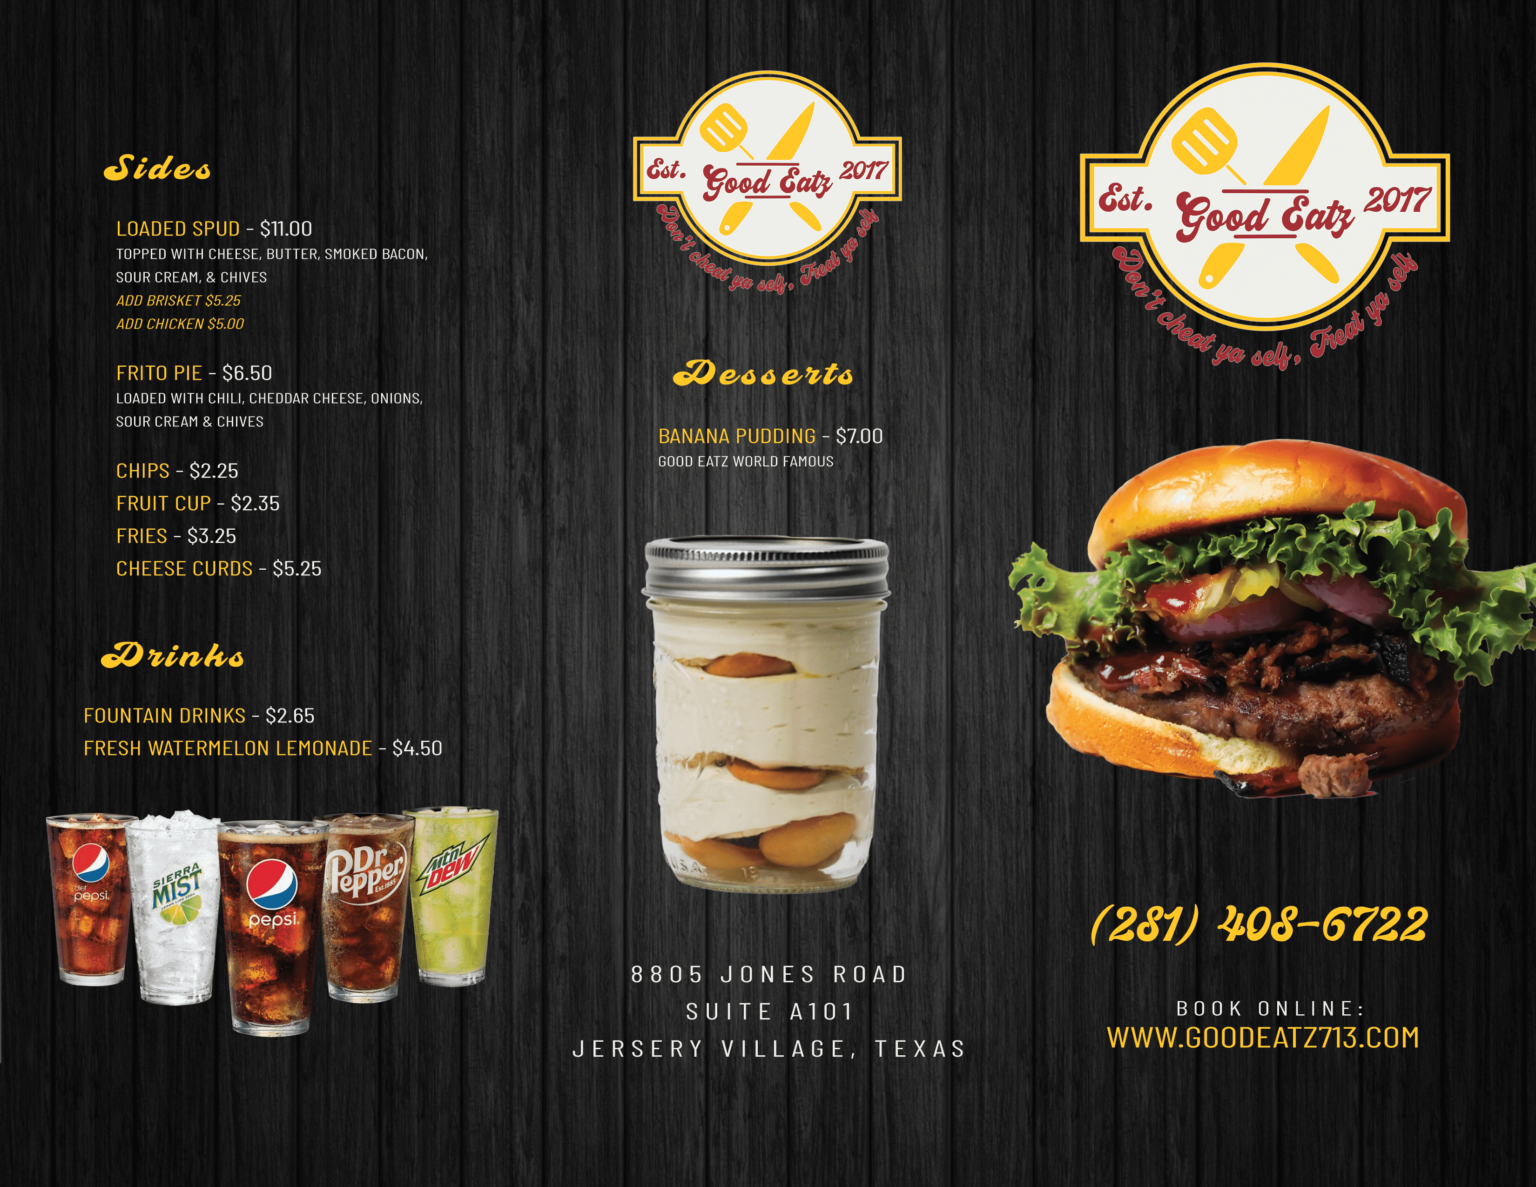 Sides
LOADED SPUD - $11.00
TOPPED WITH CHEESE, BUTTER, SMOKED BACON,
SOUR CREAM, & CHIVES
ADD BRISKET $5.25
ADD CHICKEN $5.00
FRITO PIE - $6.50
LOADED WITH CHILI, CHEDDAR CHEESE, ONIONS,
SOUR CREAM & CHIVES
CHIPS - $2.25
FRUIT CUP - $2.35
FRIES - $3.25
CHEESE CURDS - $5.25
Drinks
FOUNTAIN DRINKS - $2.65
FRESH WATERMELON LEMONADE - $4.50
diet
pepsi
SIERRA
MIST
pepsi
Dr
Pepper
Est. 1885
Mtn
DEW
Est. Good Eatz 2017
Don't cheat ya self, Treat ya self
Desserts
BANANA PUDDING - $7.00
GOOD EATZ WORLD FAMOUS
U.S.A.
8805 JONES ROAD
SUITE A101
JERSERY VILLAGE, TEXAS
Est. Good Eatz 2017
Don't cheat ya self, Treat ya self
(281) 408-6722
BOOK ONLINE:
WWW.GOODEATZ713.COM